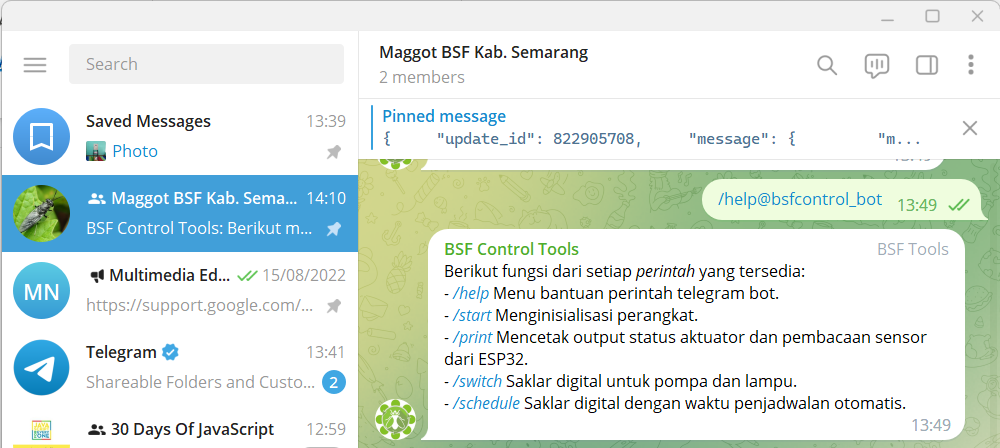 Search
Saved Messages 13:39
Photo
Maggot BSF Kab. Sema... 14:10
BSF Control Tools: Berikut m...
MN
Multimedia Ed... 15/08/2022
https://support.google.com/...
Telegram 13:41
Shareable Folders and Custo... 2
30 Days Of JavaScript 12:59
Maggot BSF Kab. Semarang
2 members
Pinned message
{ "update_id": 822905708, "message": { "m...
/help@bsfcontrol_bot 13:49
BSF Control Tools BSF Tools
Berikut fungsi dari setiap perintah yang tersedia:
- /help Menu bantuan perintah telegram bot.
- /start Menginisialisasi perangkat.
- /print Mencetak output status aktuator dan pembacaan sensor
dari ESP32.
- /switch Saklar digital untuk pompa dan lampu.
- /schedule Saklar digital dengan waktu penjadwalan otomatis.
13:49